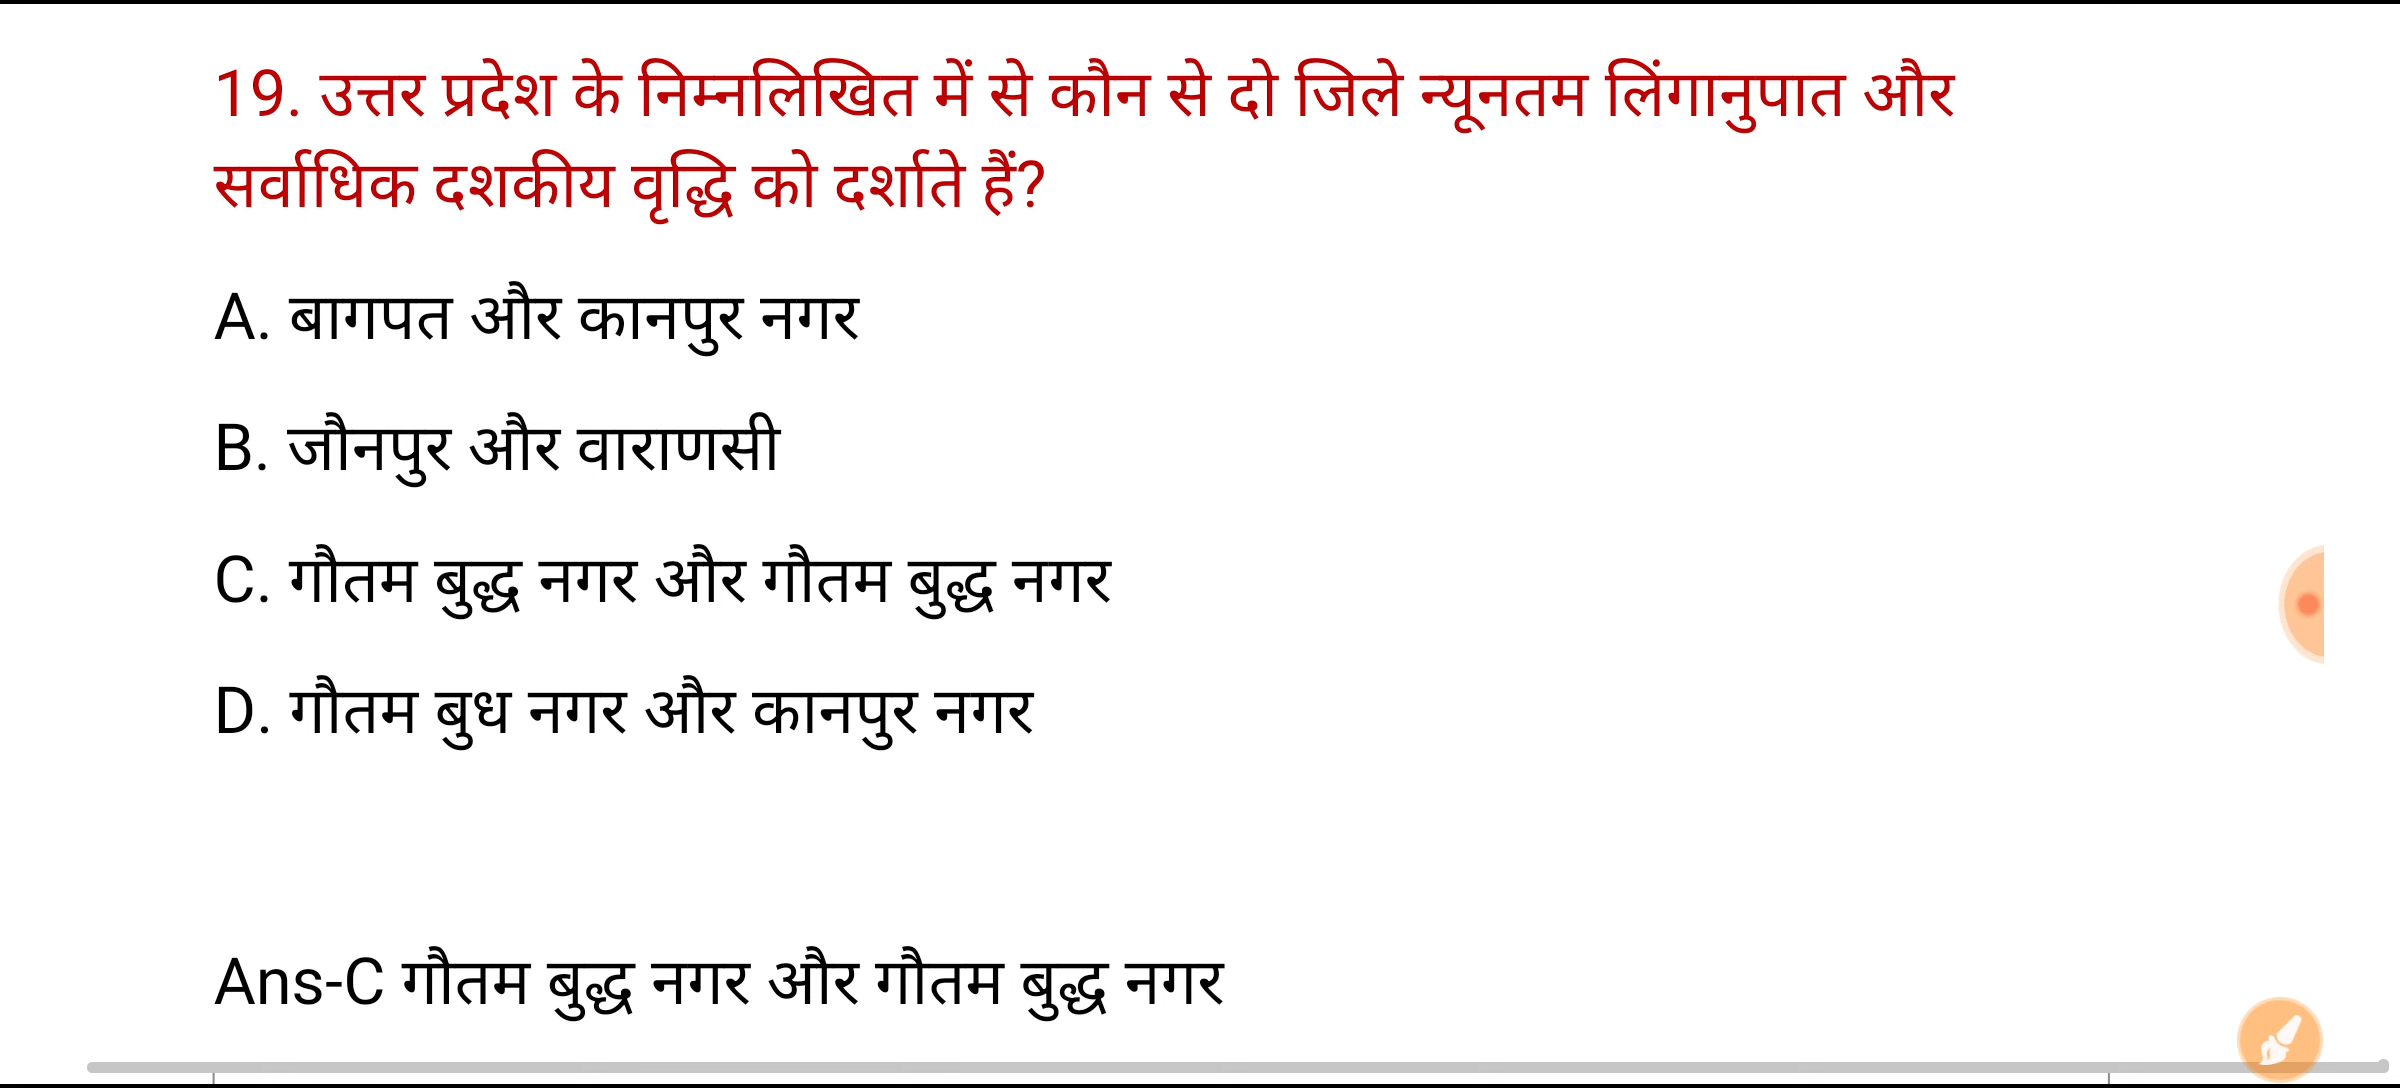 19. उत्तर प्रदेश के निम्नलिखित में से कौन से दो जिले न्यूनतम लिंगानुपात और
सर्वाधिक दशकीय वृद्धि को दर्शाते हैं?
A. बागपत और कानपुर नगर
B. जौनपुर और वाराणसी
C. गौतम बुद्ध नगर और गौतम बुद्ध नगर
D. गौतम बुध नगर और कानपुर नगर
Ans-C गौतम बुद्ध नगर और गौतम बुद्ध नगर